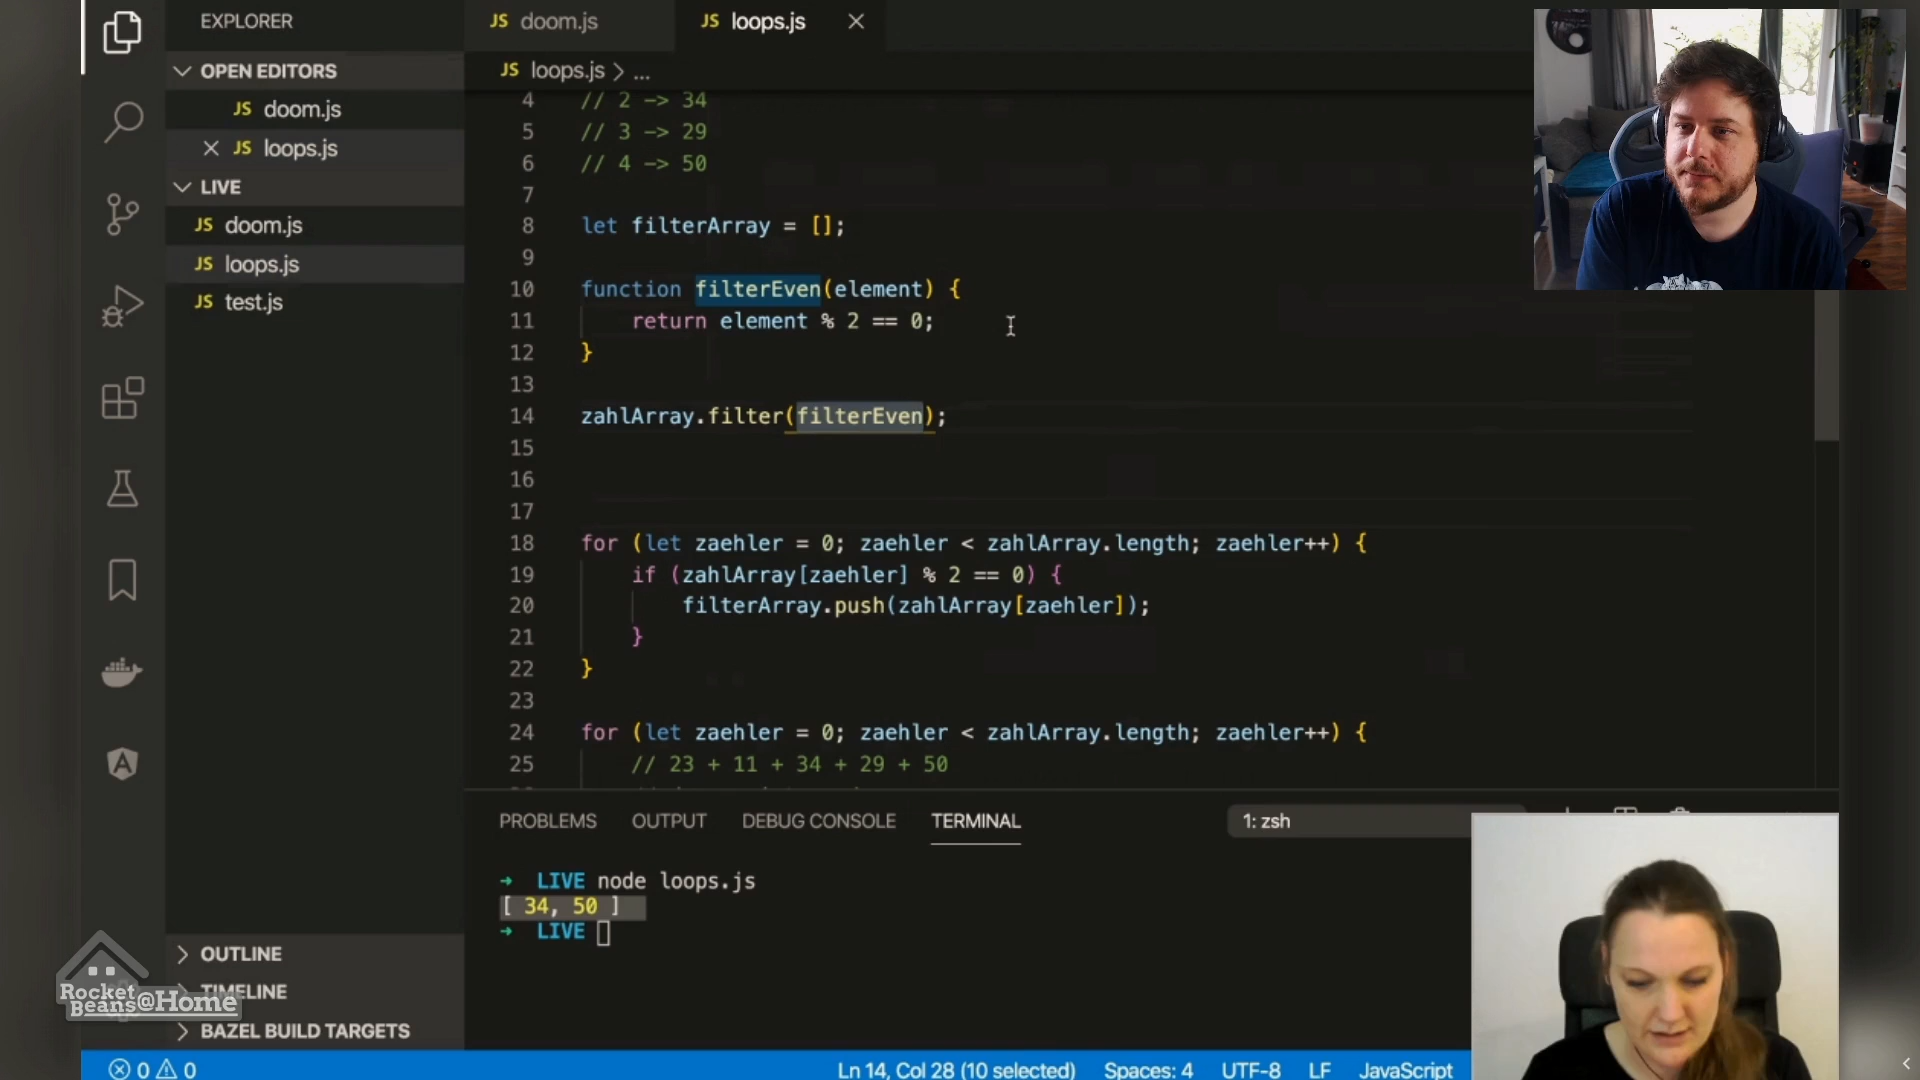 EXPLORER
OPEN EDITORS
JS doom.js
JS loops.js
LIVE
JS doom.js
JS loops.js
JS test.js
OUTLINE
TIMELINE
BAZEL BUILD TARGETS
JS doom.js
JS loops.js
JS loops.js > ...
4 // 2 -> 34
5 // 3 -> 29
6 // 4 -> 50
7
8 let filterArray = [];
9
10 function filterEven(element) {
11 return element % 2 == 0;
12 }
13
14 zahlArray.filter(filterEven);
15
16
17
18 for (let zaehler = 0; zaehler < zahlArray.length; zaehler++) {
19 if (zahlArray[zaehler] % 2 == 0) {
20 filterArray.push(zahlArray[zaehler]);
21 }
22 }
23
24 for (let zaehler = 0; zaehler < zahlArray.length; zaehler++) {
25 // 23 + 11 + 34 + 29 + 50
PROBLEMS OUTPUT DEBUG CONSOLE TERMINAL 1: zsh
→ LIVE node loops.js
[ 34, 50 ]
→ LIVE
Rocket
Beans@Home
0 0 Ln 14, Col 28 (10 selected) Spaces: 4 UTF-8 LF JavaScript